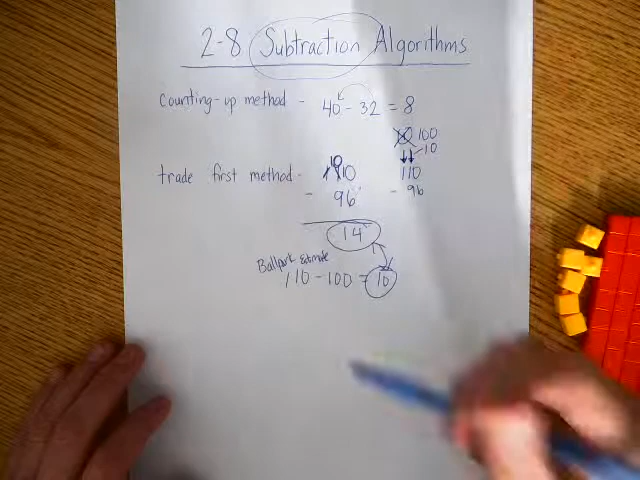 2-8 Subtraction Algorithms
Counting-up method - 40 - 32 = 8
100
10
trade first method - 10 110
110
- 96 - 96
14
Ballpark Estimate
110 - 100 = 10